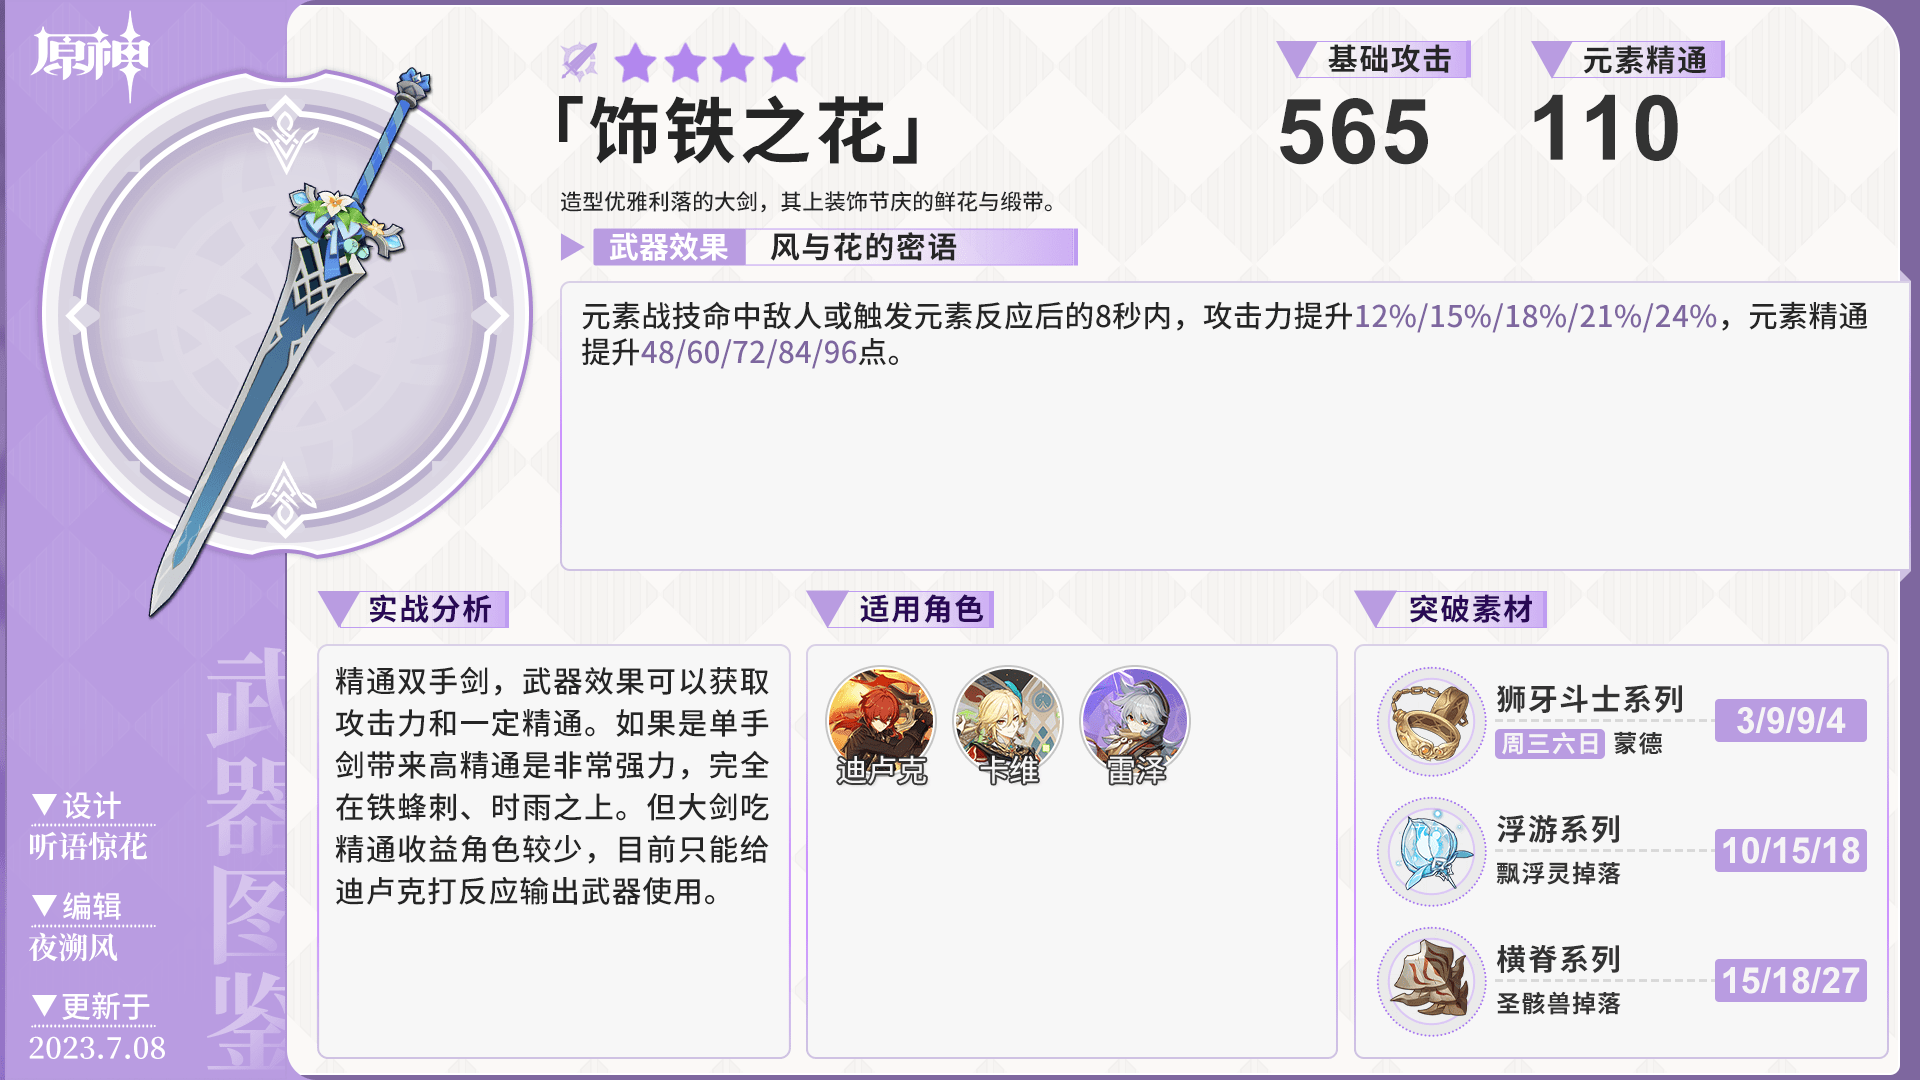 原神
「饰铁之花」
基础攻击
565
元素精通
110
造型优雅利落的大剑，其上装饰节庆的鲜花与缎带。
武器效果
风与花的密语
元素战技命中敌人或触发元素反应后的8秒内，攻击力提升12%/15%/18%/21%/24%，元素精通
提升48/60/72/84/96点。
实战分析
精通双手剑，武器效果可以获取
攻击力和一定精通。如果是单手
剑带来高精通是非常强力，完全
在铁蜂刺、时雨之上。但大剑吃
精通收益角色较少，目前只能给
迪卢克打反应输出武器使用。
适用角色
迪卢克
卡维
雷泽
突破素材
狮牙斗士系列
周三六日 蒙德
3/9/9/4
浮游系列
飘浮灵掉落
10/15/18
横脊系列
圣骸兽掉落
15/18/27
武器图鉴
▼设计
听语惊花
▼编辑
夜溯风
▼更新于
2023.7.08